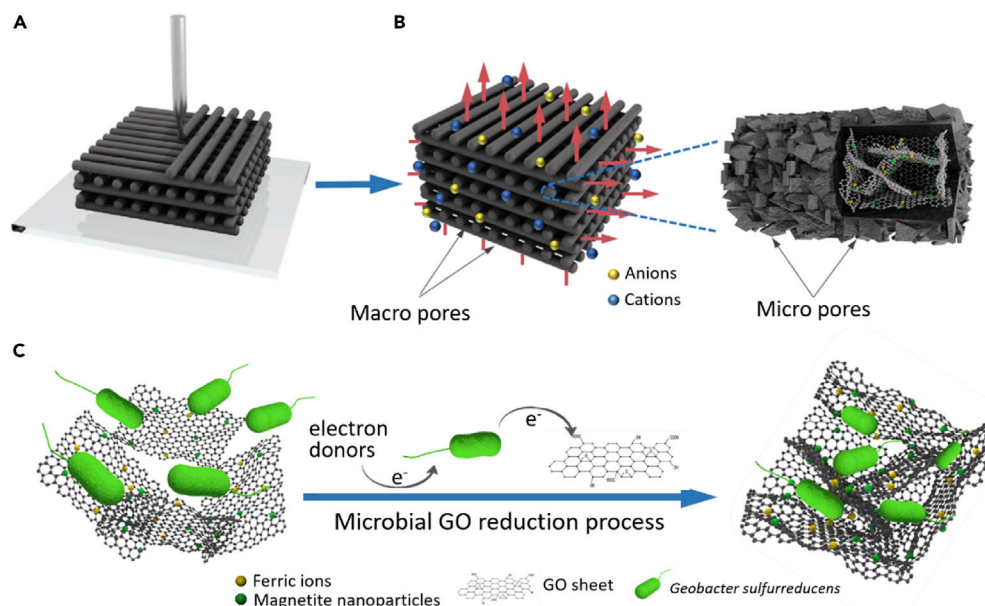 A
B
Anions
Cations
Macro pores
Micro pores
C
electron
donors
e-
e-
Microbial GO reduction process
Ferric ions
Magnetite nanoparticles
GO sheet
Geobacter sulfurreducens